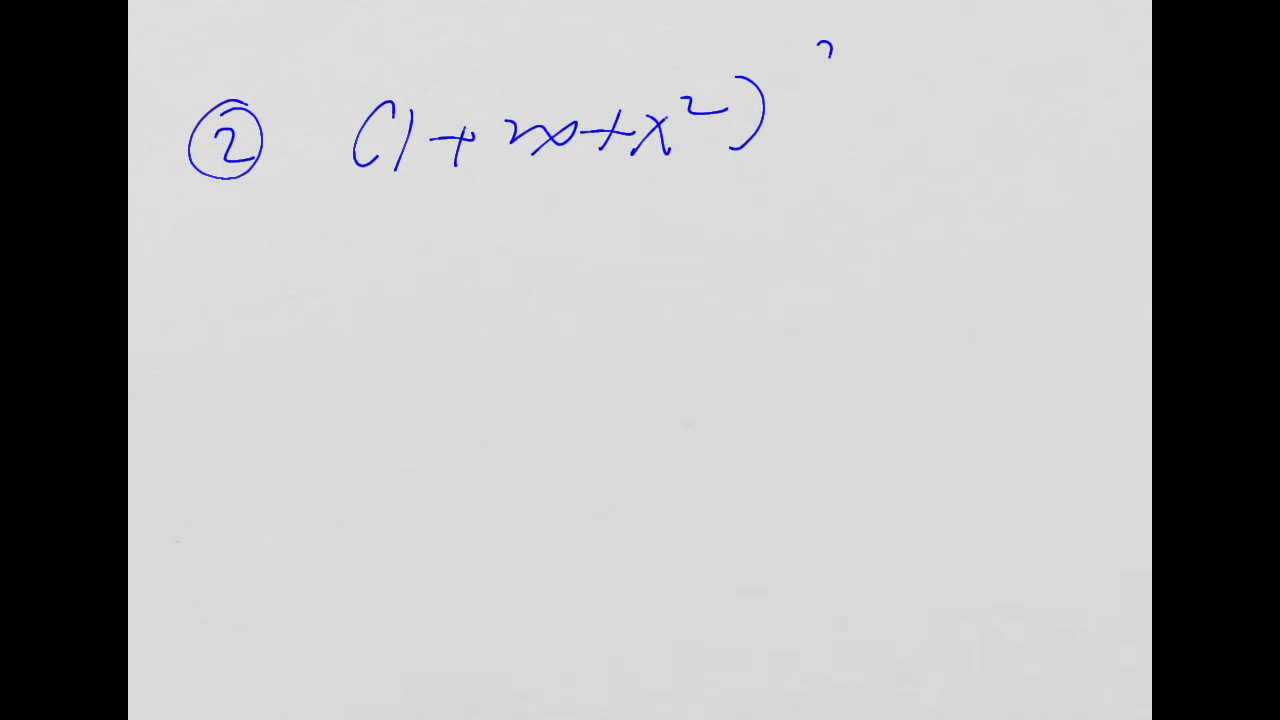 ② (1+2x+x²)